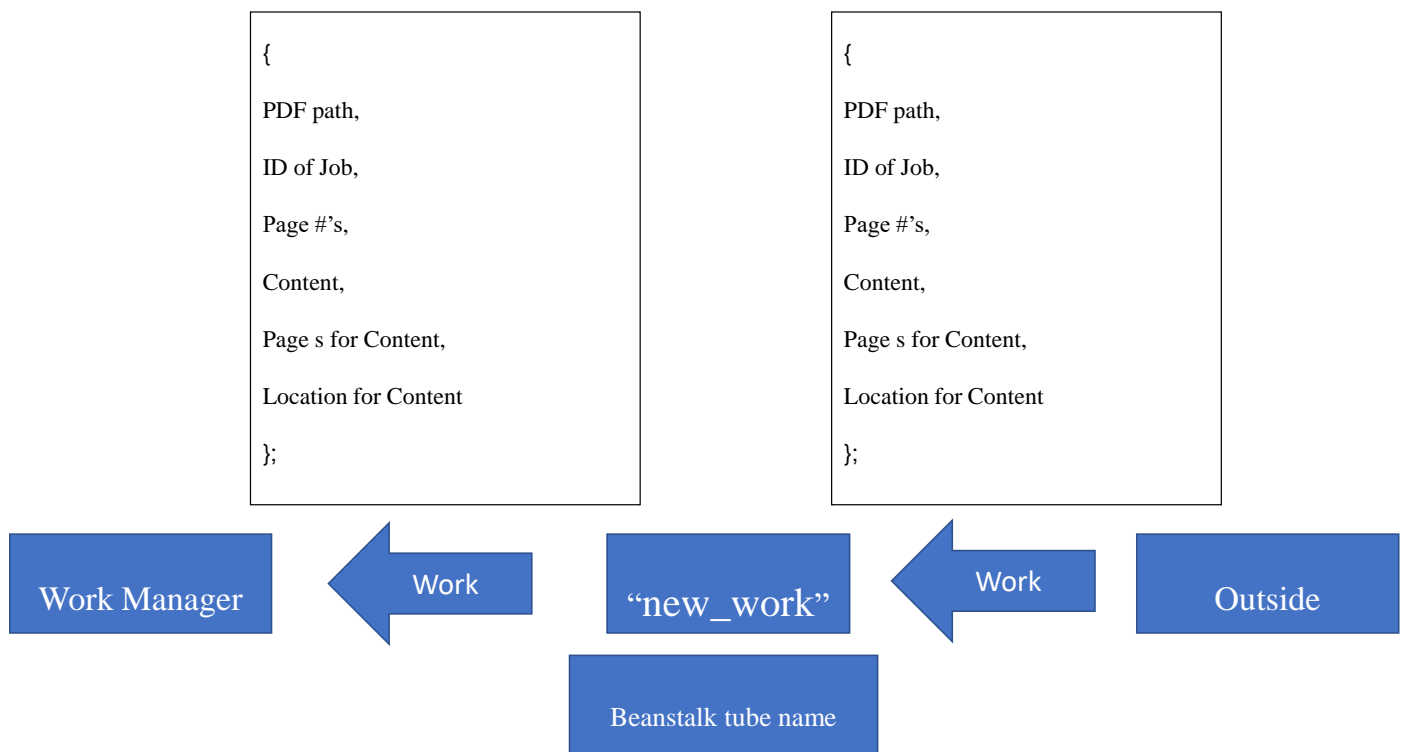 {
PDF path,
ID of Job,
Page #’s,
Content,
Page s for Content,
Location for Content
};
{
PDF path,
ID of Job,
Page #’s,
Content,
Page s for Content,
Location for Content
};
Work Manager
Work
“new_work”
Work
Outside
Beanstalk tube name